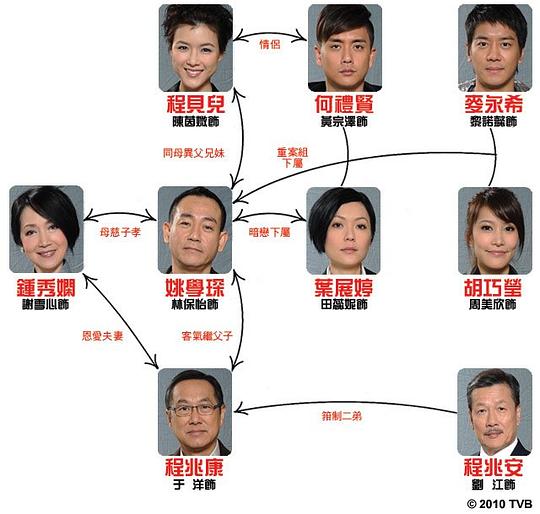 情侶
程貝兒
陳茵媺飾
何禮賢
黃宗澤飾
麥永希
黎諾懿飾
同母異父兄妹
重案組
下屬
母慈子孝
暗戀下屬
鍾秀嫻
謝雪心飾
姚學琛
林保怡飾
葉展婷
田蕊妮飾
胡巧瑩
周美欣飾
恩愛夫妻
客氣繼父子
箝制二弟
程兆康
于 洋飾
程兆安
劉 江飾
© 2010 TVB